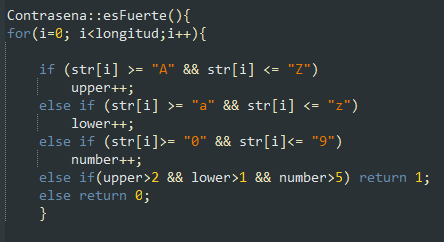 Contrasena::esFuerte(){
for(i=0; i<longitud;i++){
if (str[i] >= "A" && str[i] <= "Z")
upper++;
else if (str[i] >= "a" && str[i] <= "z")
lower++;
else if (str[i]>= "0" && str[i]<= "9")
number++;
else if(upper>2 && lower>1 && number>5) return 1;
else return 0;
}